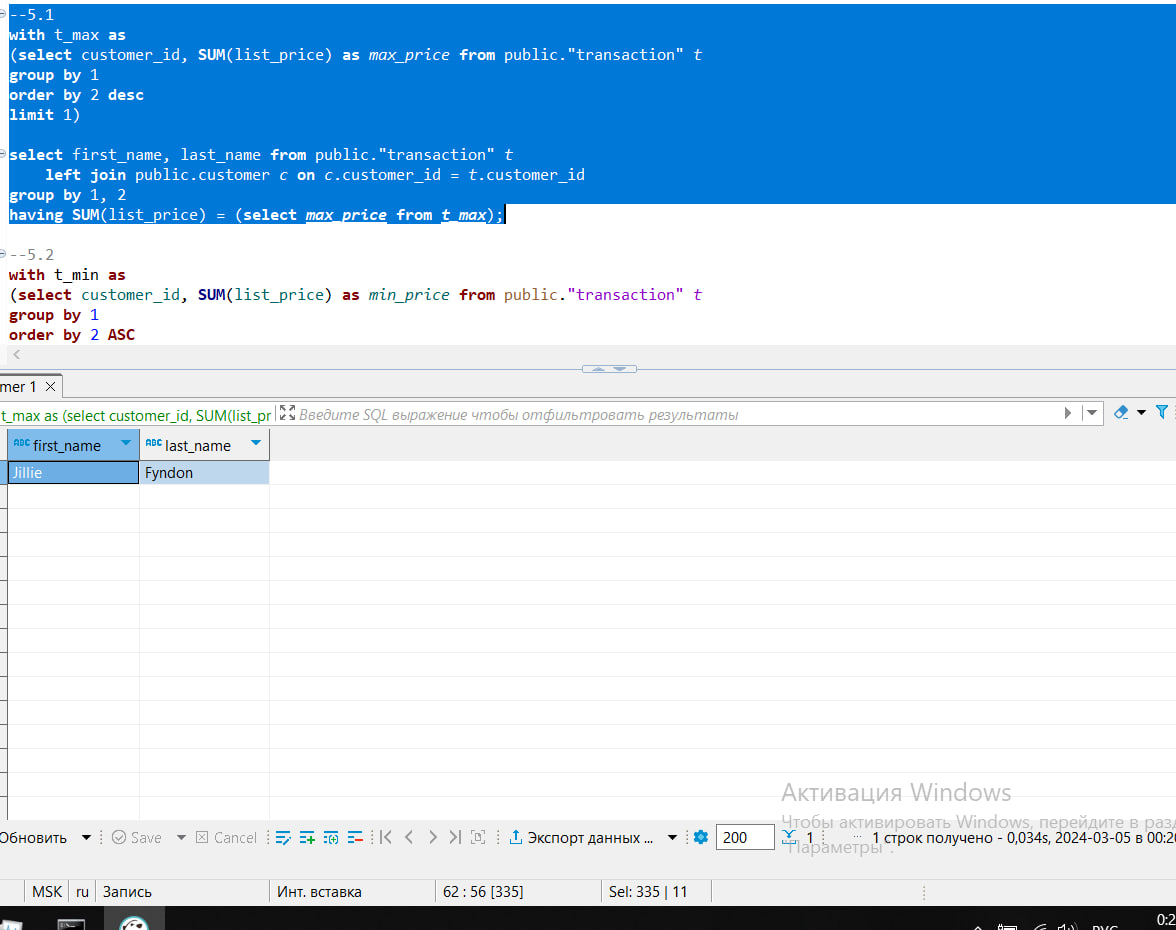 --5.1
with t_max as
(select customer_id, SUM(list_price) as max_price from public."transaction" t
group by 1
order by 2 desc
limit 1)
select first_name, last_name from public."transaction" t
left join public.customer c on c.customer_id = t.customer_id
group by 1, 2
having SUM(list_price) = (select max_price from t_max);
--5.2
with t_min as
(select customer_id, SUM(list_price) as min_price from public."transaction" t
group by 1
order by 2 ASC
mer 1
t_max as (select customer_id, SUM(list_pr Введите SQL выражение чтобы отфильтровать результаты
ABC first_name ABC last_name
Jillie Fyndon
Активация Windows
Чтобы активировать Windows, перейдите в разд
"Параметры".
Обновить Save Cancel Экспорт данных ... 200 1 ... 1 строк получено - 0,034s, 2024-03-05 в 00:20
MSK ru Запись Инт. вставка 62 : 56 [335] Sel: 335 | 11
РУС 0:2